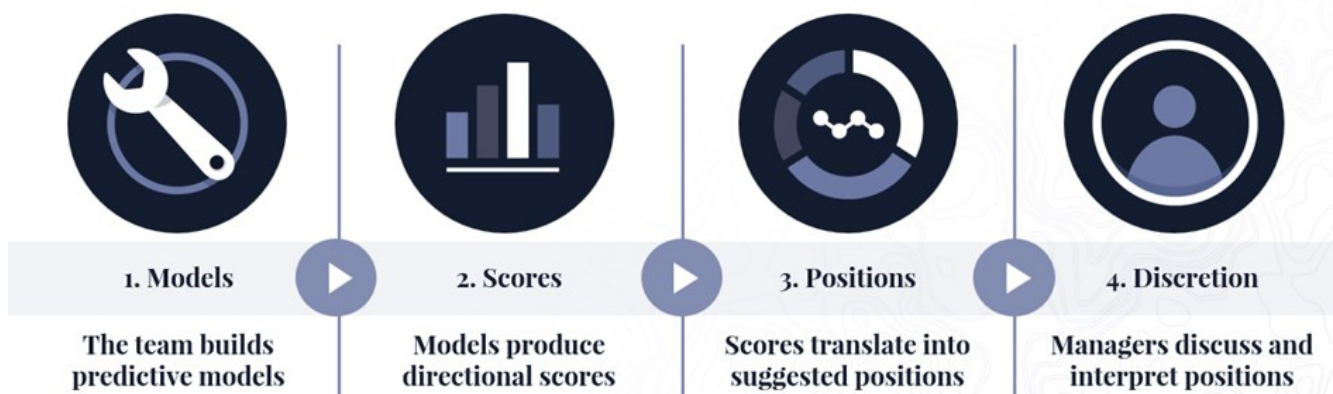 1. Models
2. Scores
3. Positions
4. Discretion
The team builds
predictive models
Models produce
directional scores
Scores translate into
suggested positions
Managers discuss and
interpret positions